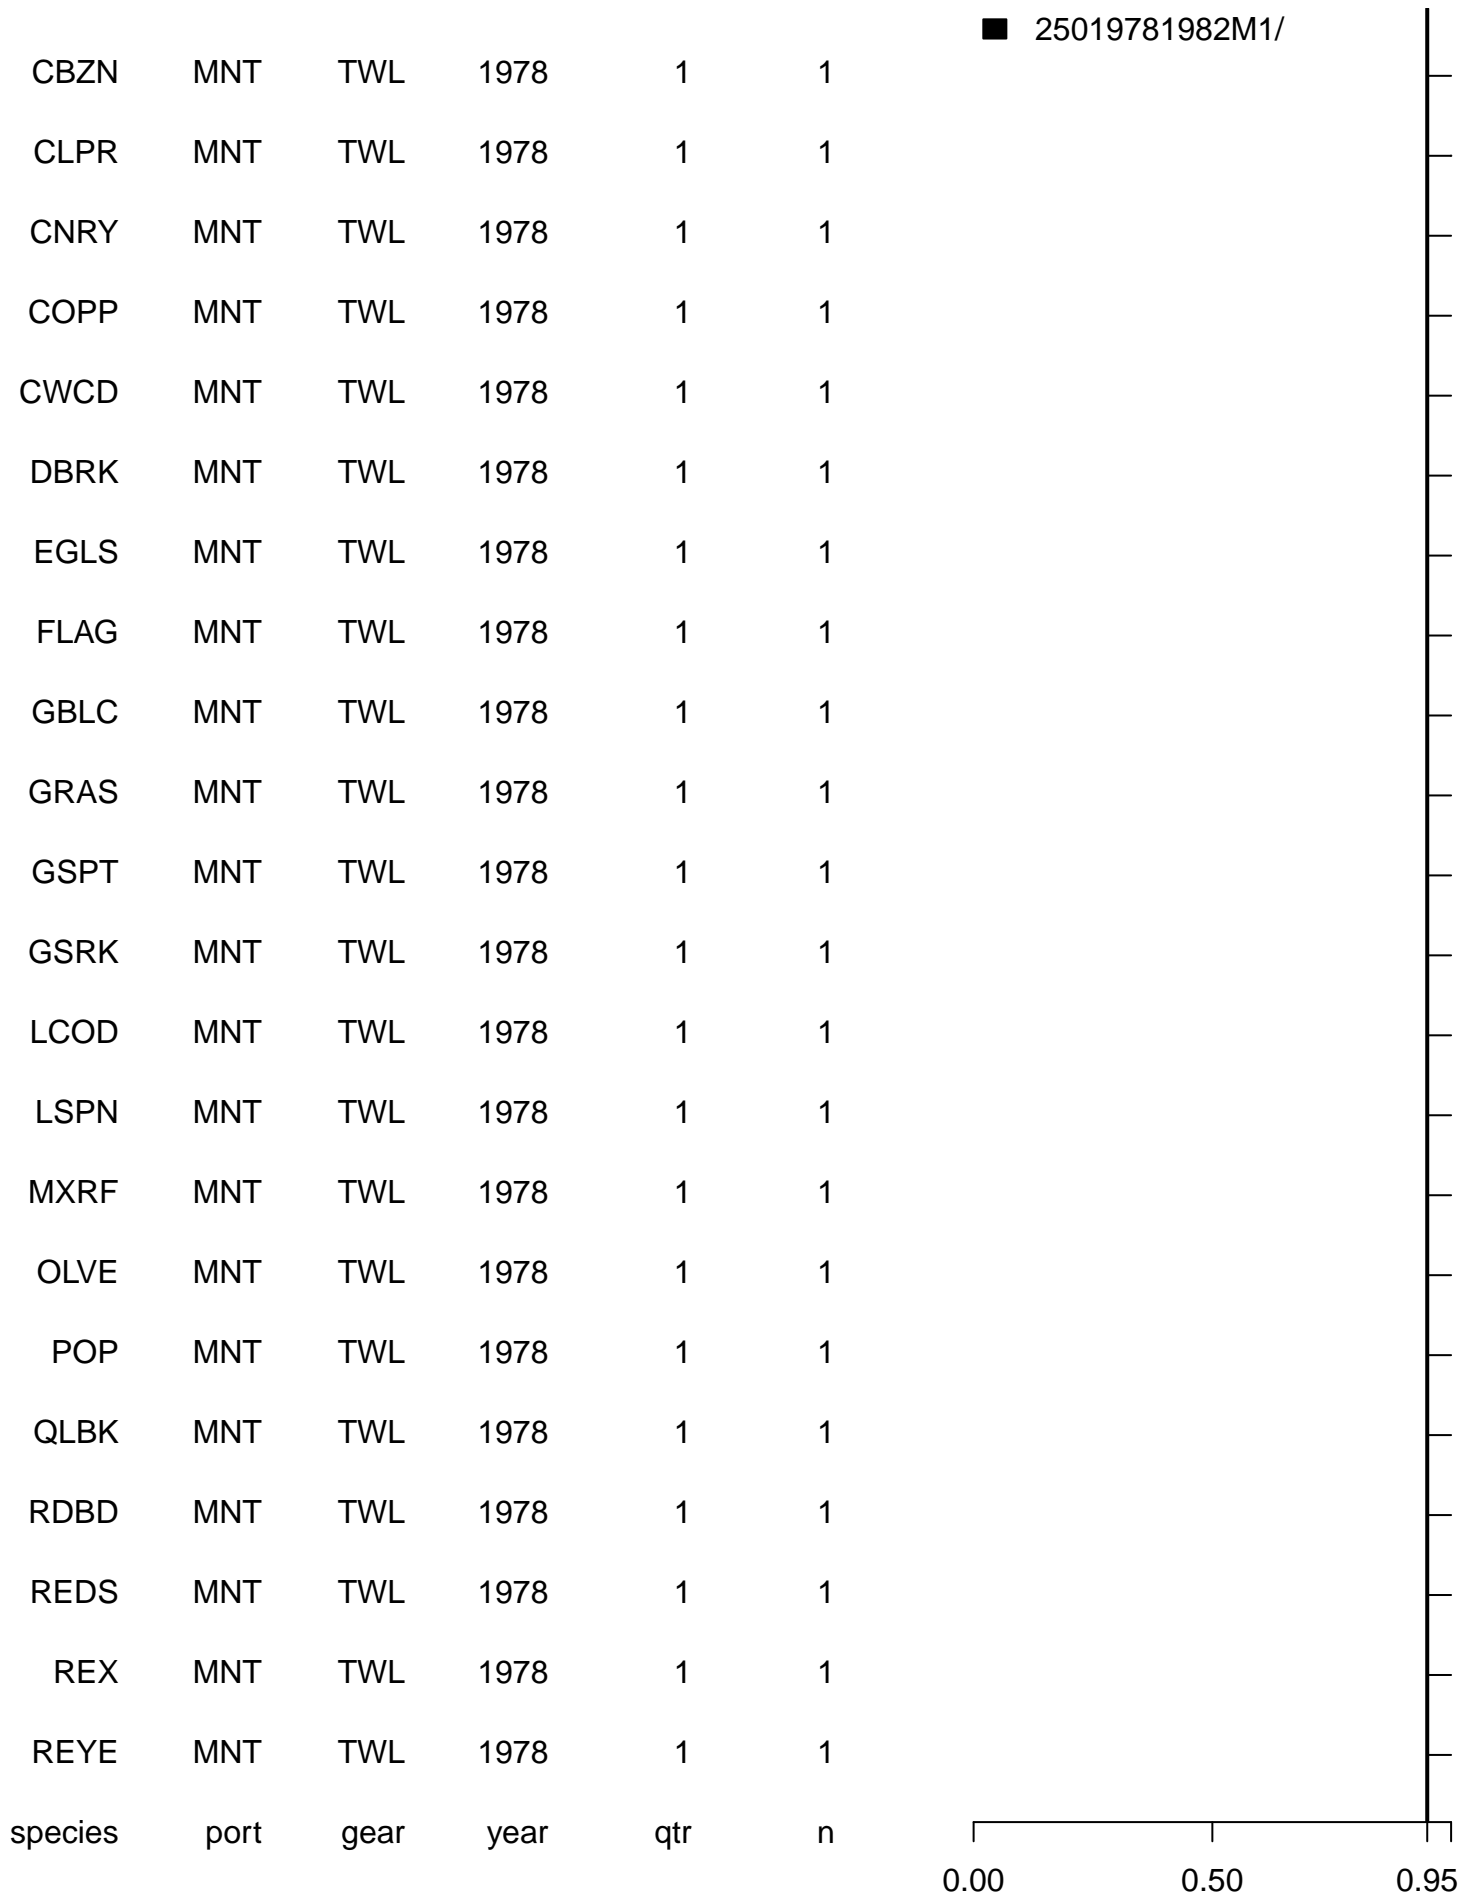 25019781982M1/
CBZN MNT TWL 1978 1 1
CLPR MNT TWL 1978 1 1
CNRY MNT TWL 1978 1 1
COPP MNT TWL 1978 1 1
CWCD MNT TWL 1978 1 1
DBRK MNT TWL 1978 1 1
EGLS MNT TWL 1978 1 1
FLAG MNT TWL 1978 1 1
GBLC MNT TWL 1978 1 1
GRAS MNT TWL 1978 1 1
GSPT MNT TWL 1978 1 1
GSRK MNT TWL 1978 1 1
LCOD MNT TWL 1978 1 1
LSPN MNT TWL 1978 1 1
MXRF MNT TWL 1978 1 1
OLVE MNT TWL 1978 1 1
POP MNT TWL 1978 1 1
QLBK MNT TWL 1978 1 1
RDBD MNT TWL 1978 1 1
REDS MNT TWL 1978 1 1
REX MNT TWL 1978 1 1
REYE MNT TWL 1978 1 1
species port gear year qtr n
0.00 0.50 0.95